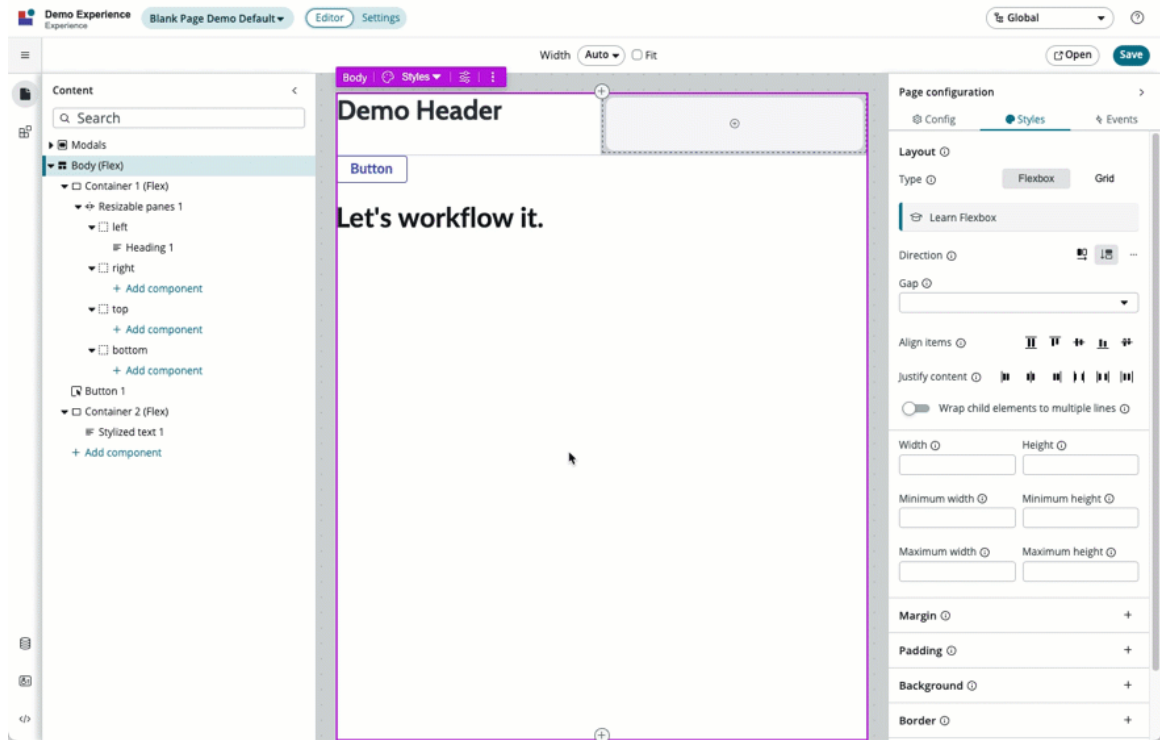 Demo Experience
Experience
Blank Page Demo Default
Editor
Settings
Global
Width
Auto
Fit
Open
Save
Content
Search
Modals
Body (Flex)
Container 1 (Flex)
Resizable panes 1
left
Heading 1
right
+ Add component
top
+ Add component
bottom
+ Add component
Button 1
Container 2 (Flex)
Stylized text 1
+ Add component
Body
Styles
Demo Header
Button
Let's workflow it.
Page configuration
Config
Styles
Events
Layout
Type
Flexbox
Grid
Learn Flexbox
Direction
Gap
Align items
Justify content
Wrap child elements to multiple lines
Width
Height
Minimum width
Minimum height
Maximum width
Maximum height
Margin
Padding
Background
Border